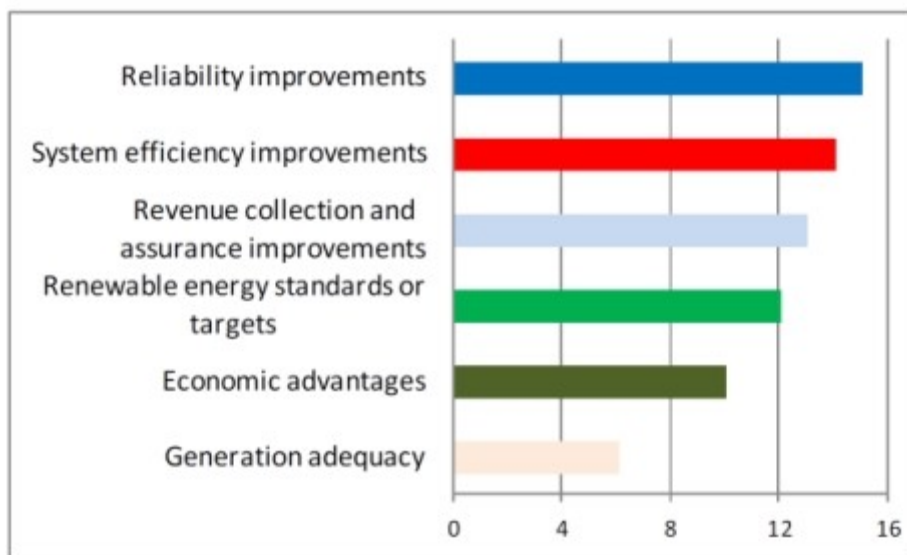 Reliability improvements
System efficiency improvements
Revenue collection and
assurance improvements
Renewable energy standards or
targets
Economic advantages
Generation adequacy
0 4 8 12 16